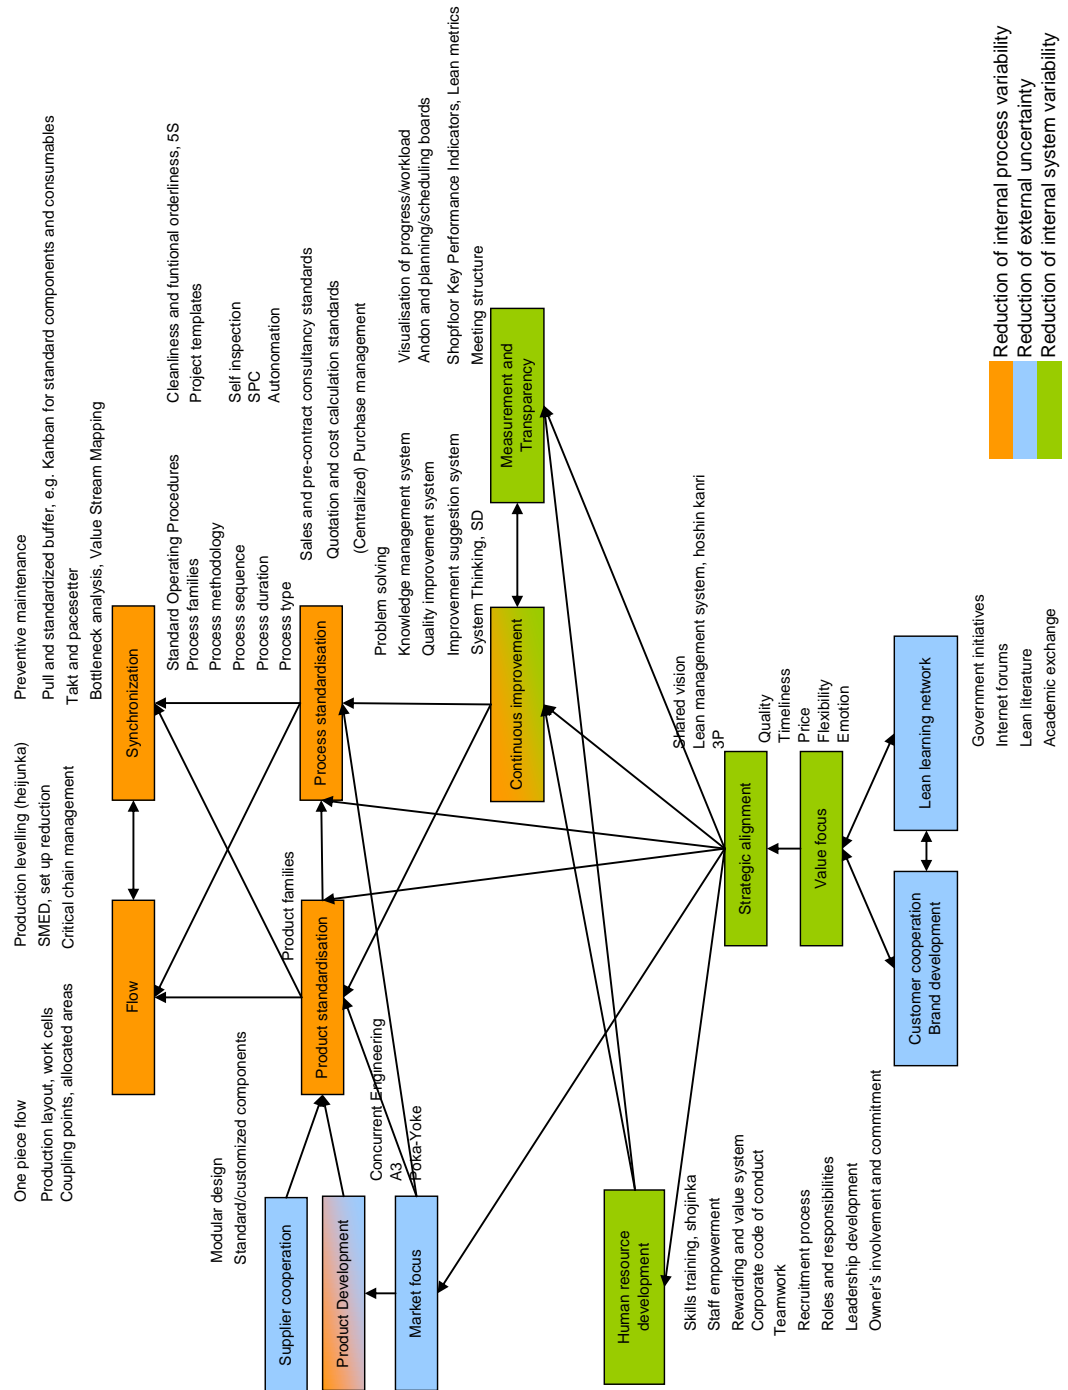 One piece flow
Production layout, work cells
Coupling points, allocated areas
Production levelling (heijunka)
SMED, set up reduction
Critical chain management
Preventive maintenance
Pull and standardized buffer, e.g. Kanban for standard components and consumables
Takt and pacesetter
Bottleneck analysis, Value Stream Mapping
Flow
Synchronization
Modular design
Standard/customized components
Product families
Standard Operating Procedures
Process families
Process methodology
Process sequence
Process duration
Process type
Cleanliness and funtional orderliness, 5S
Project templates
Self inspection
SPC
Autonomation
Supplier cooperation
Product Development
Market focus
Product standardisation
Process standardisation
Sales and pre-contract consultancy standards
Quotation and cost calculation standards
(Centralized) Purchase management
Concurrent Engineering
A3
Poka-Yoke
Problem solving
Knowledge management system
Quality improvement system
Improvement suggestion system
System Thinking, SD
Visualisation of progress/workload
Andon and planning/scheduling boards
Shopfloor Key Performance Indicators, Lean metrics
Meeting structure
Continuous improvement
Measurement and
Transparency
Human resource
development
Skills training, shojinka
Staff empowerment
Rewarding and value system
Corporate code of conduct
Teamwork
Recruitment process
Roles and responsibilities
Leadership development
Owner's involvement and commitment
Shared vision
Lean management system, hoshin kanri
3P
Strategic alignment
Quality
Timeliness
Price
Flexibility
Emotion
Value focus
Customer cooperation
Brand development
Lean learning network
Government initiatives
Internet forums
Lean literature
Academic exchange
Reduction of internal process variability
Reduction of external uncertainty
Reduction of internal system variability